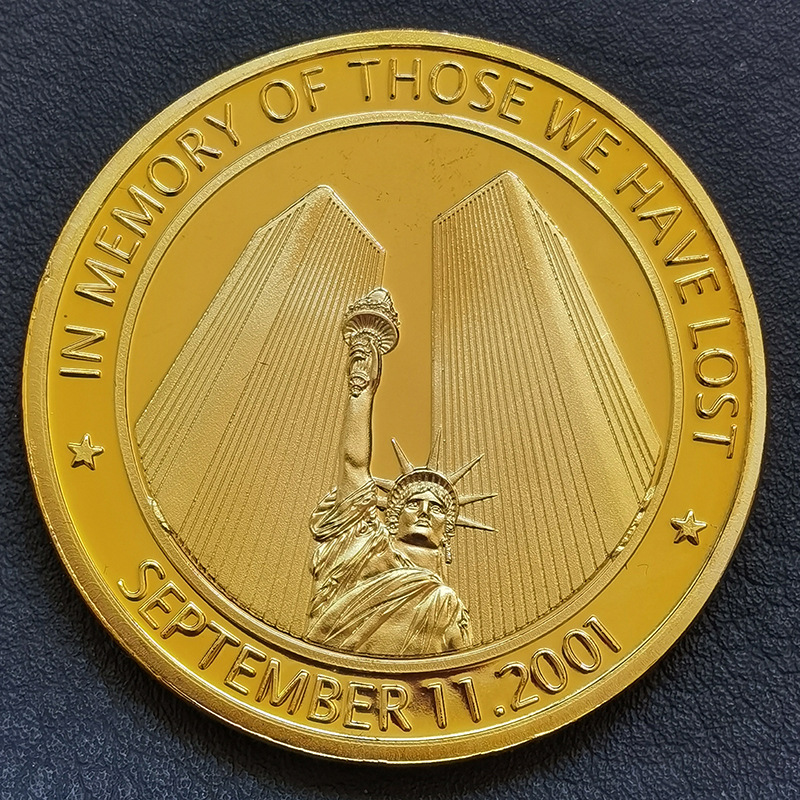 IN MEMORY OF THOSE WE HAVE LOST
SEPTEMBER 11.2001